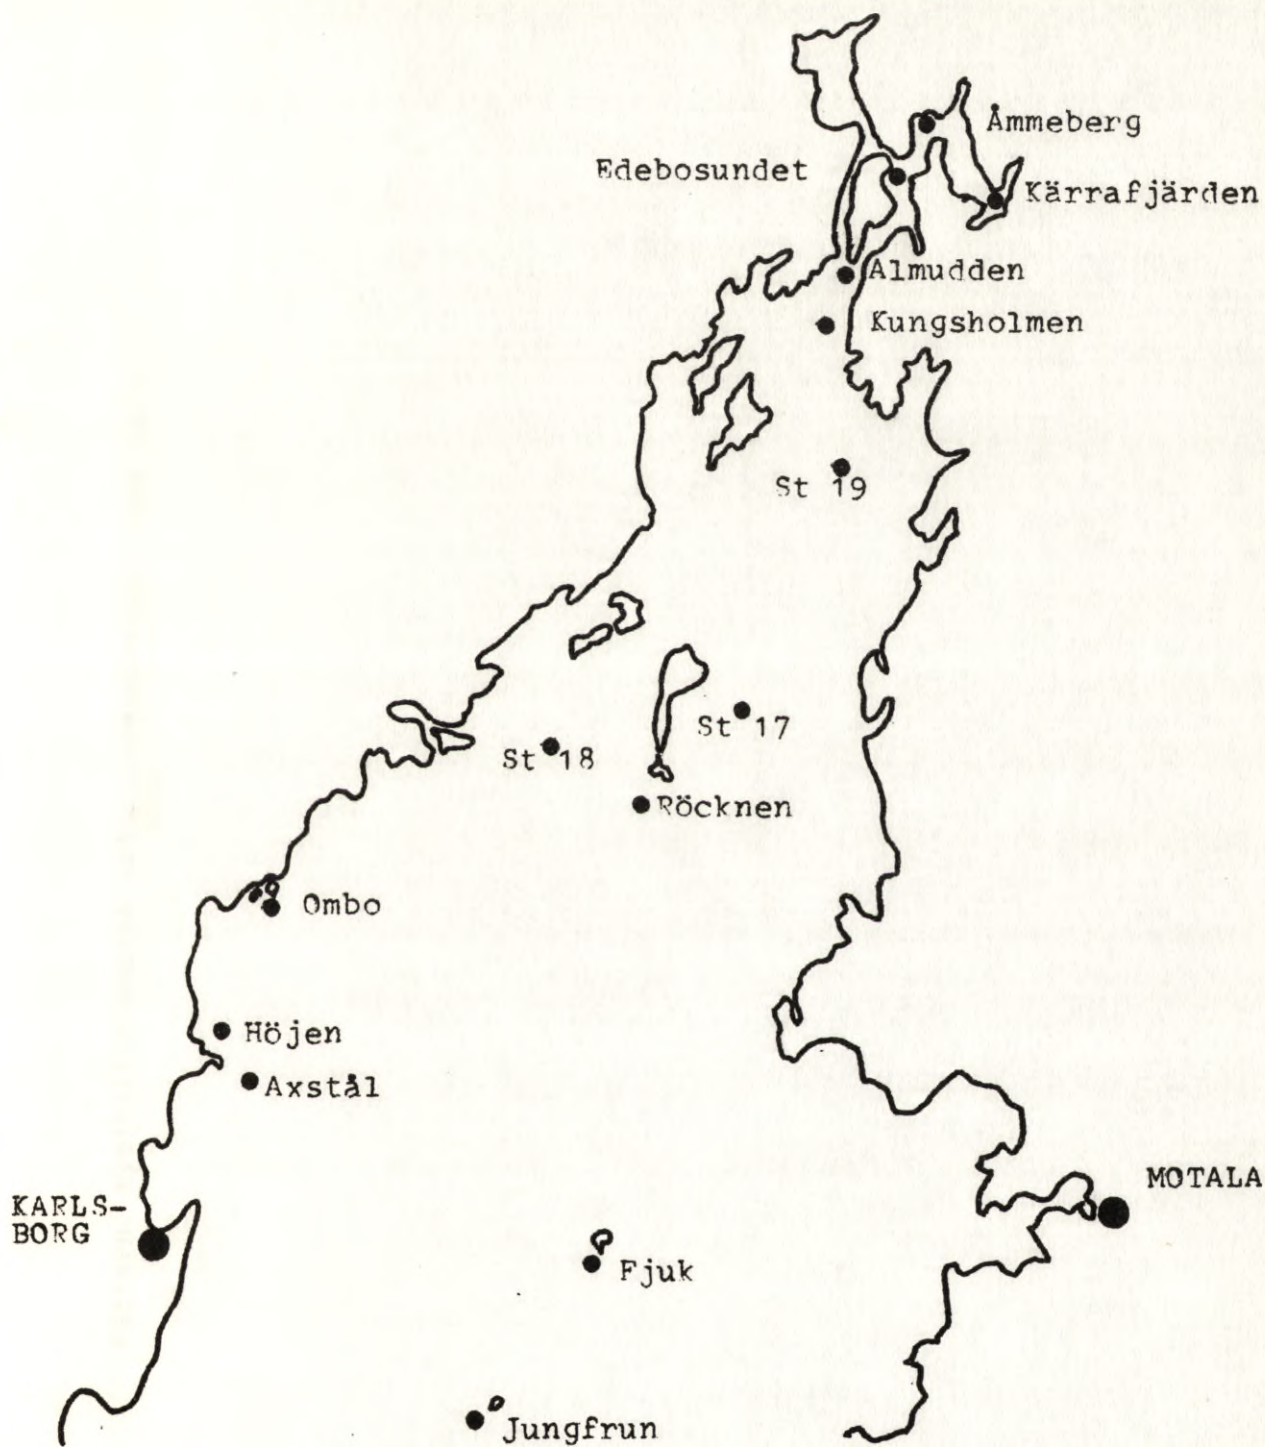 Åmmeberg
Edebosundet
Kärrafjärden
Almudden
Kungsholmen
St 19
St 17
St 18
Röcknen
Ombo
Höjen
Axstål
MOTALA
KARLS-
BORG
Fjuk
Jungfrun